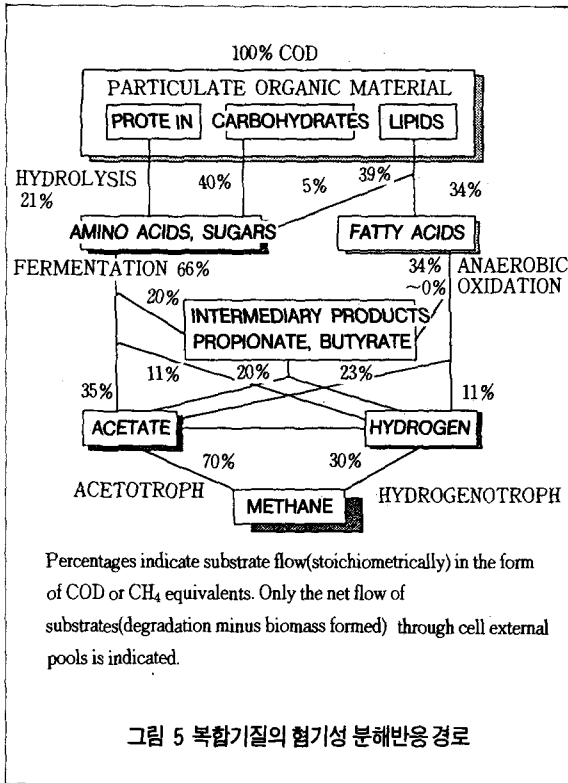 100% COD
PARTICULATE ORGANIC MATERIAL
PROTEIN CARBOHYDRATES LIPIDS
HYDROLYSIS
21%
40%
5%
39%
34%
AMINO ACIDS, SUGARS
FATTY ACIDS
FERMENTATION 66%
34%
~0%
ANAEROBIC
OXIDATION
20%
INTERMEDIARY PRODUCTS
PROPIONATE, BUTYRATE
35%
11%
20%
23%
11%
ACETATE
HYDROGEN
70%
30%
ACETOTROPH
METHANE
HYDROGENOTROPH
Percentages indicate substrate flow(stoichiometrically) in the form
of COD or CH₄ equivalents. Only the net flow of
substrates(degradation minus biomass formed) through cell external
pools is indicated.
그림 5 복합기질의 혐기성 분해반응 경로